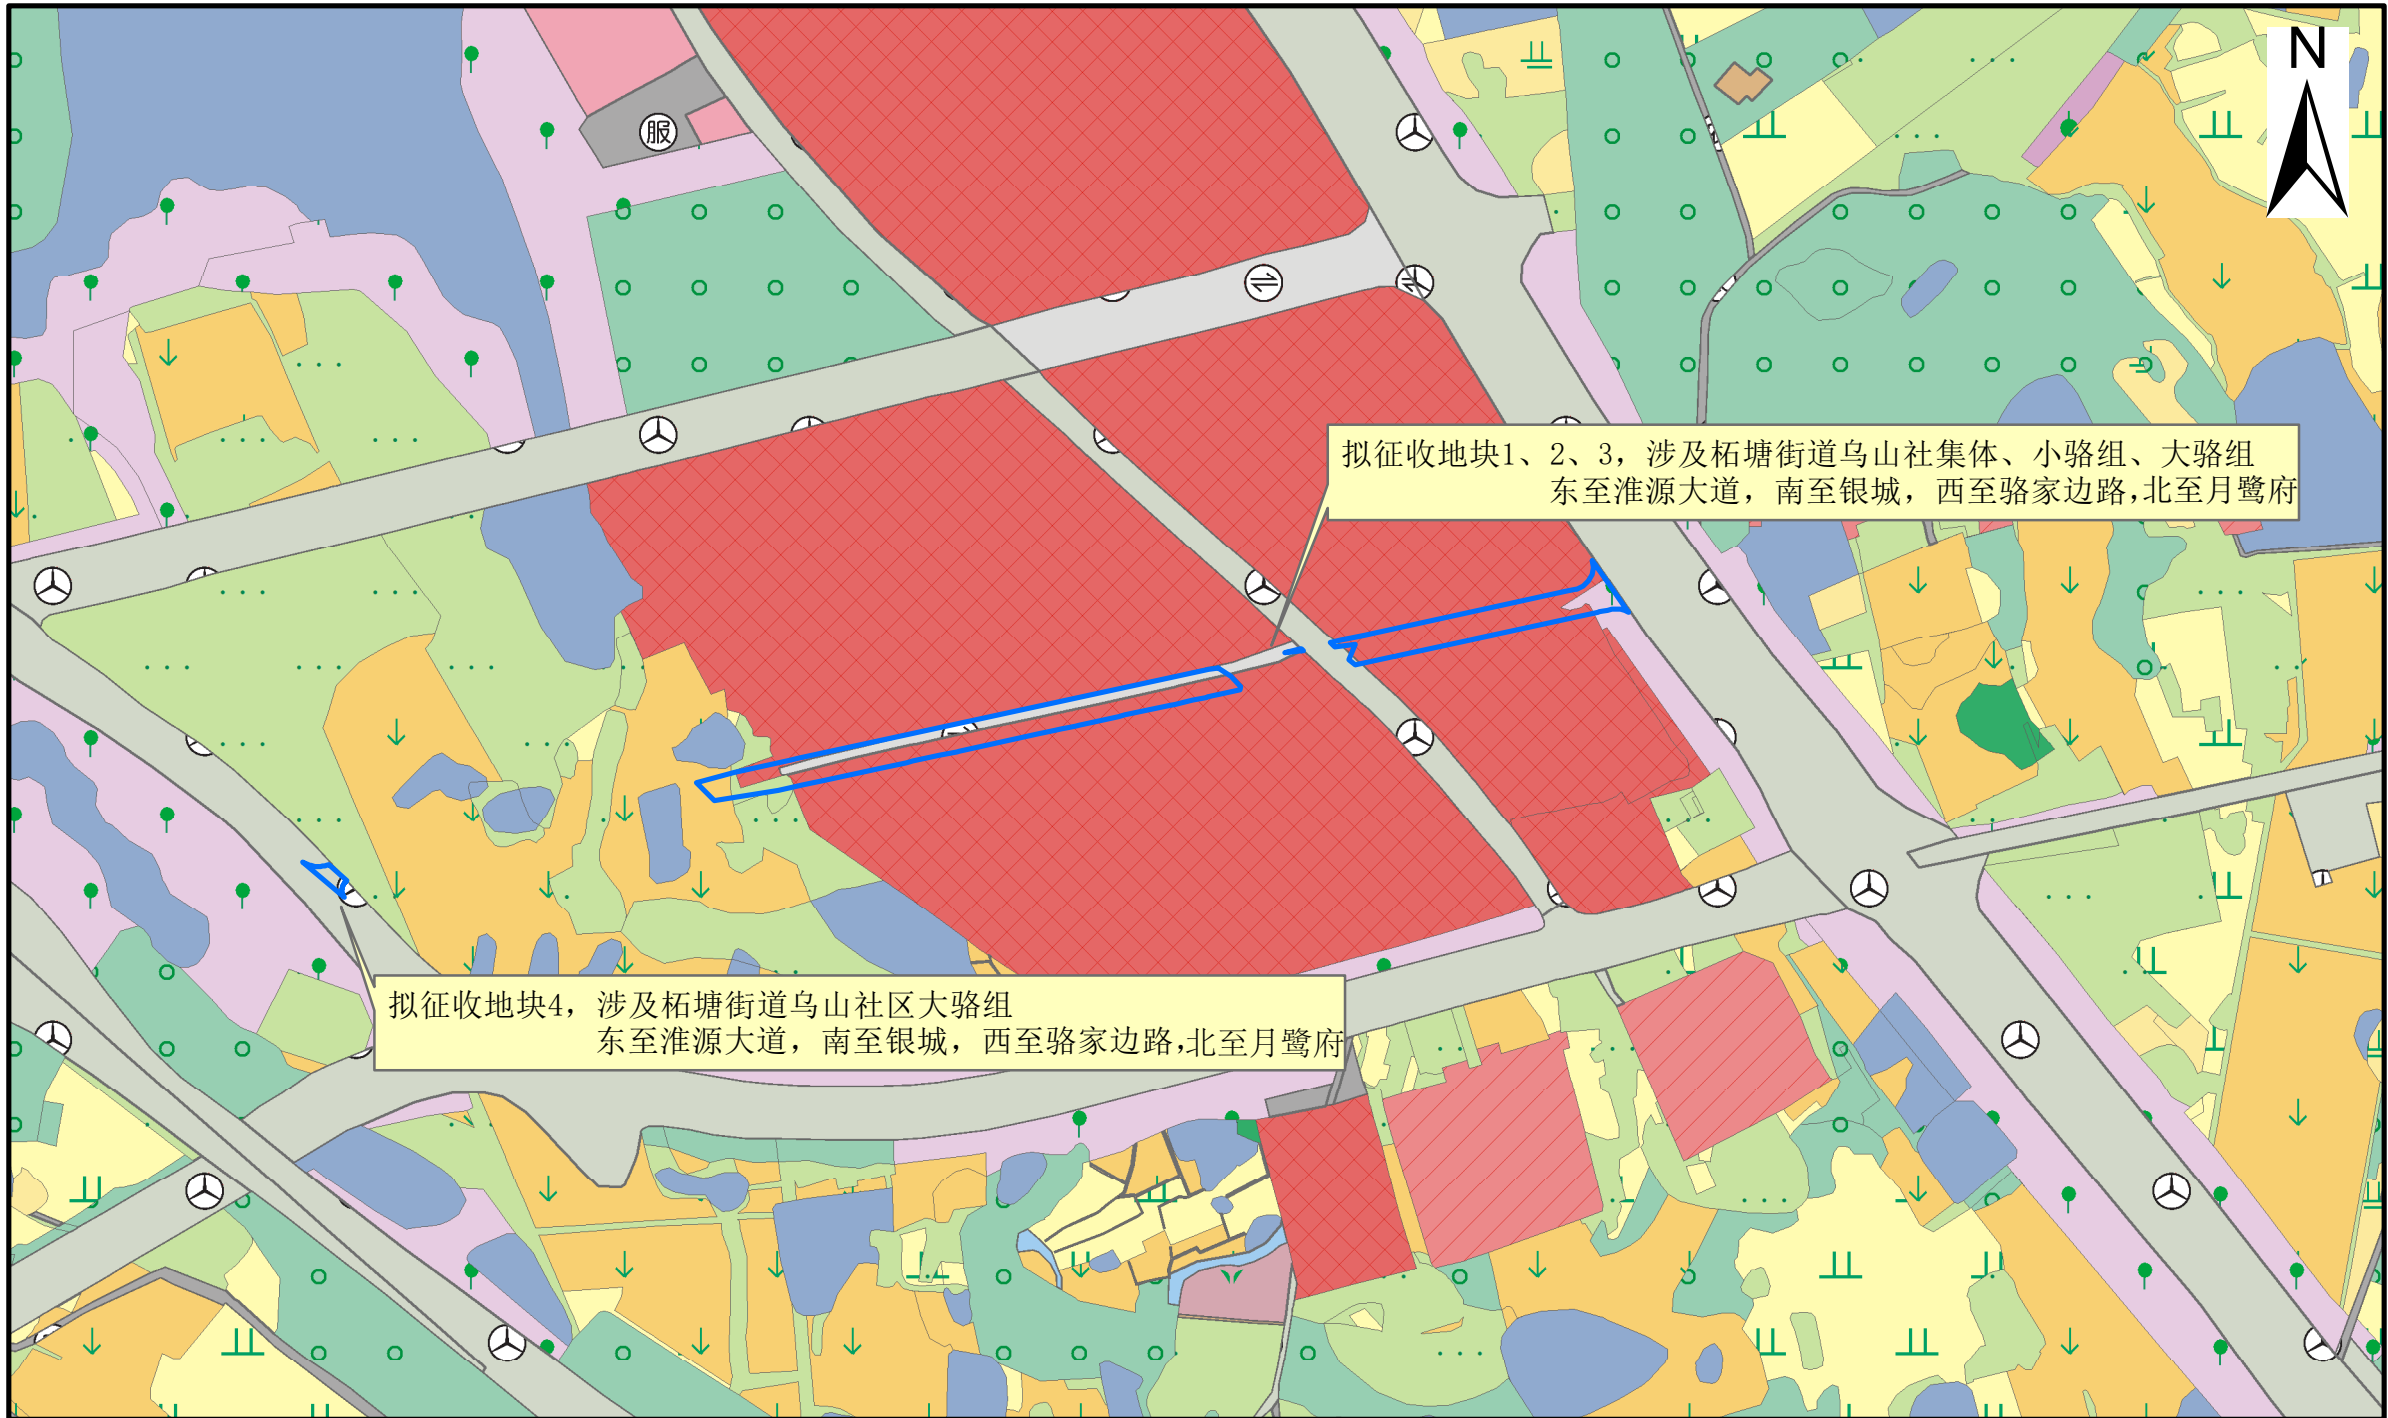 N
服
拟征收地块1、2、3，涉及柘塘街道乌山社集体、小骆组、大骆组
东至淮源大道，南至银城，西至骆家边路，北至月鹭府
拟征收地块4，涉及柘塘街道乌山社区大骆组
东至淮源大道，南至银城，西至骆家边路，北至月鹭府